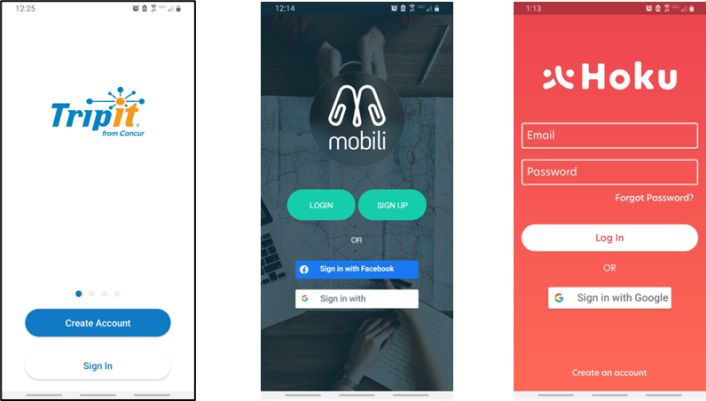 12:25
Tripit
from Concur
Create Account
Sign In
12:14
mobili
LOGIN
SIGN UP
OR
Sign in with Facebook
Sign in with
1:13
Hoku
Email
Password
Forgot Password?
Log In
OR
Sign in with Google
Create an account